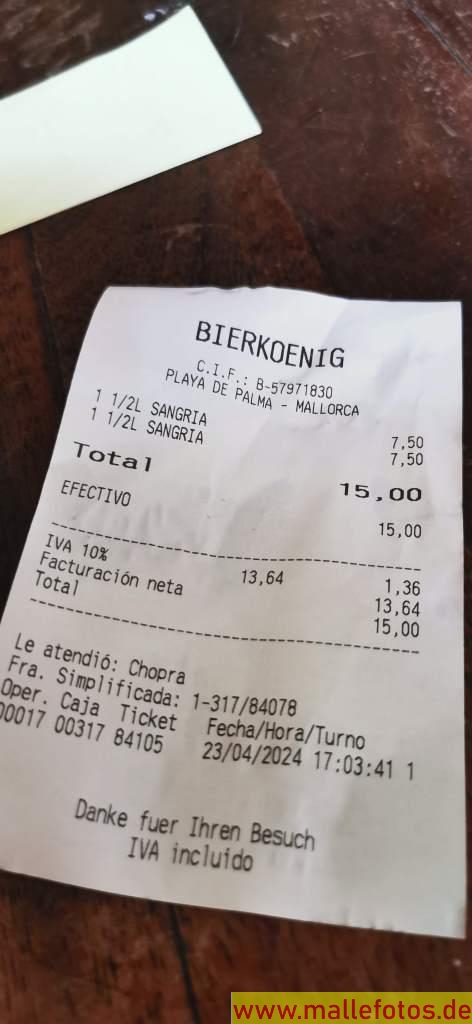 BIERKOENIG
C.I.F.: B-57971830
PLAYA DE PALMA - MALLORCA
1 1/2L SANGRIA 7,50
1 1/2L SANGRIA 7,50
Total 15,00
EFECTIVO 15,00
IVA 10% 13,64 1,36
Facturación neta 13,64
Total 15,00
Le atendió: Chopra
Fra. Simplificada: 1-317/84078
Oper. Caja Ticket Fecha/Hora/Turno
00017 00317 84105 23/04/2024 17:03:41 1
Danke fuer Ihren Besuch
IVA incluido
www.mallefotos.de